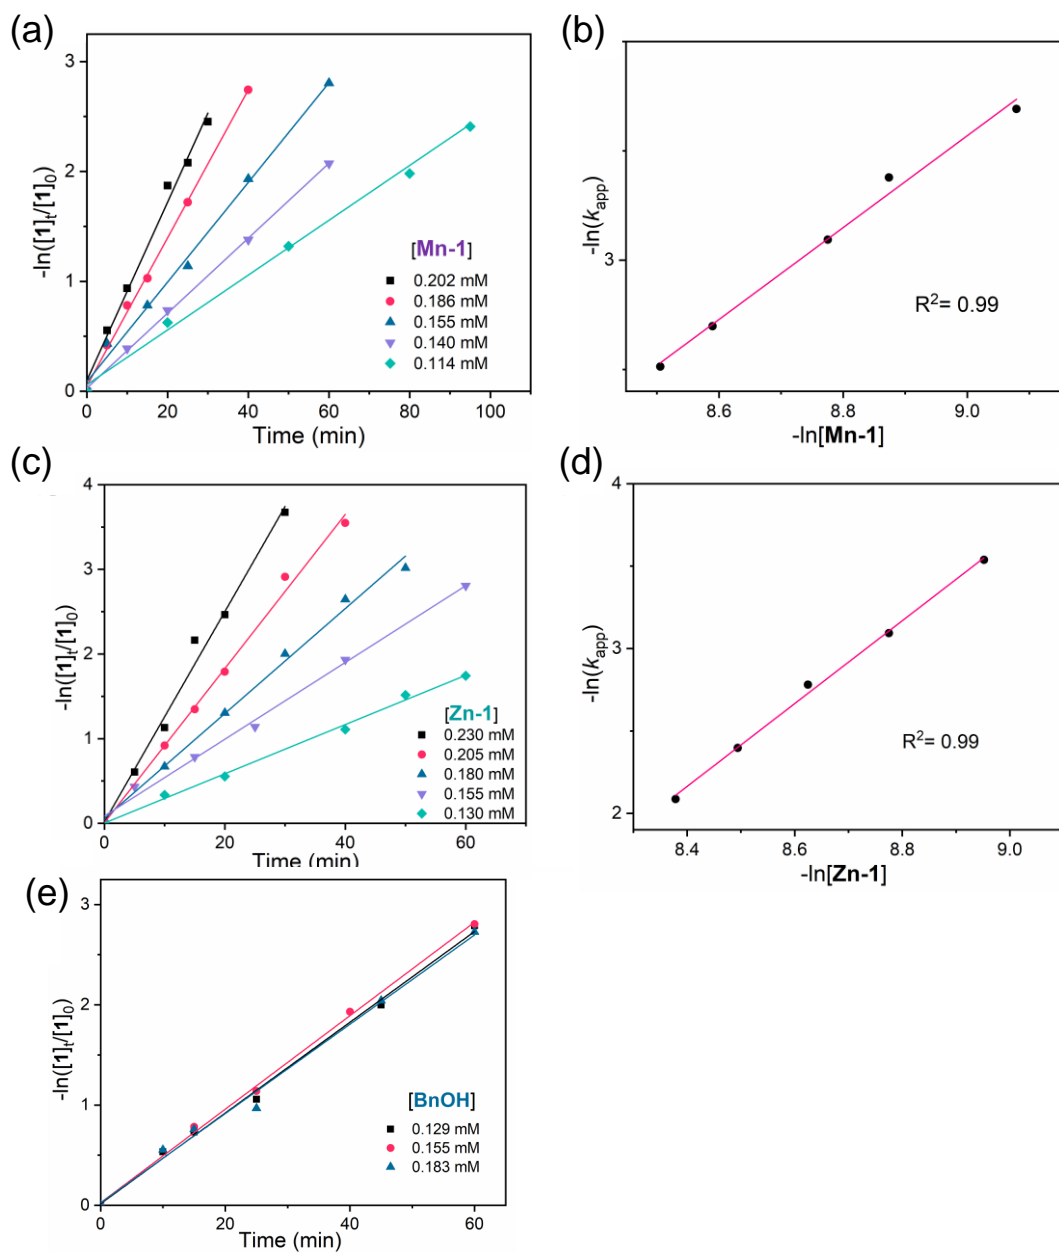 (a)
-ln([1]t/[1]0)
3
2
1
0
[Mn-1]
0.202 mM
0.186 mM
0.155 mM
0.140 mM
0.114 mM
0 20 40 60 80 100
Time (min)
(b)
-ln(kapp)
3
R2= 0.99
8.6 8.8 9.0
-ln[Mn-1]
(c)
-ln([1]t/[1]0)
4
3
2
1
0
[Zn-1]
0.230 mM
0.205 mM
0.180 mM
0.155 mM
0.130 mM
0 20 40 60
Time (min)
(d)
-ln(kapp)
4
3
2
R2= 0.99
8.4 8.6 8.8 9.0
-ln[Zn-1]
(e)
-ln([1]t/[1]0)
3
2
1
0
[BnOH]
0.129 mM
0.155 mM
0.183 mM
0 20 40 60
Time (min)